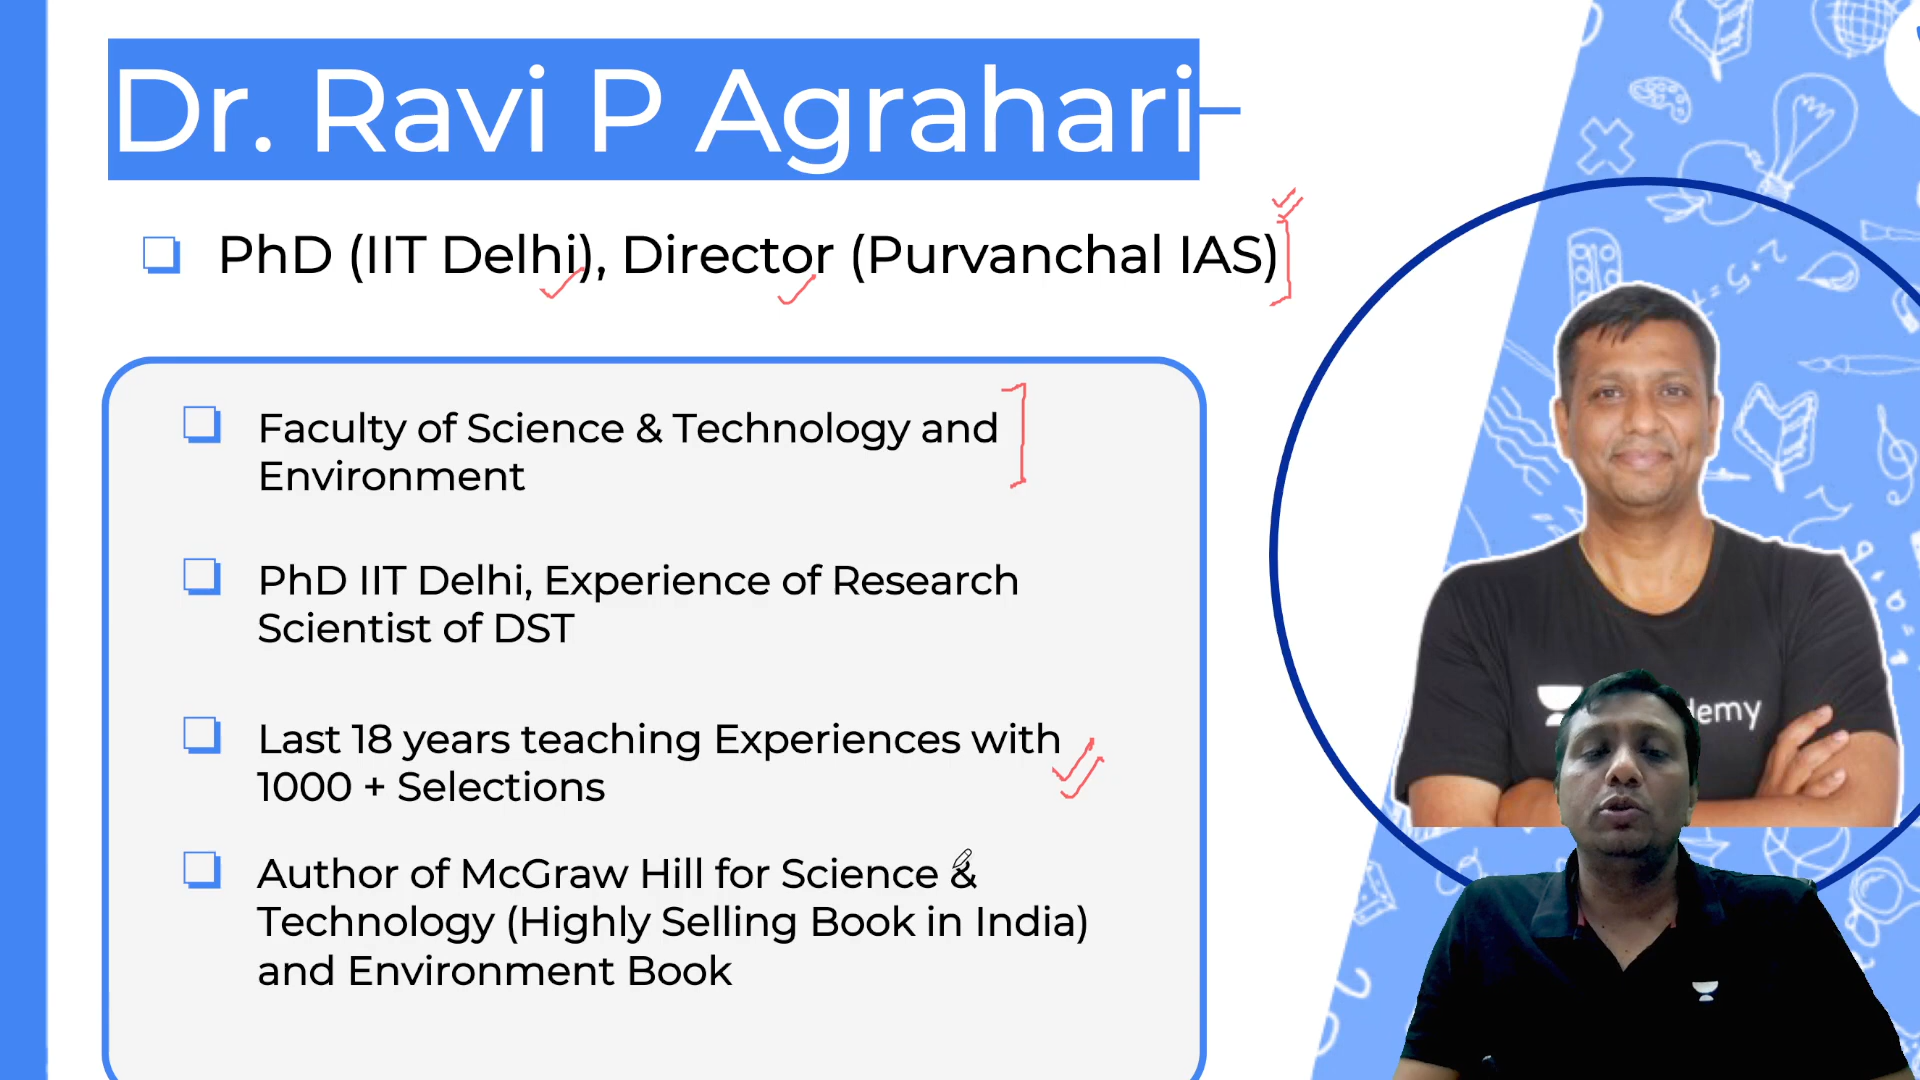 Dr. Ravi P Agrahari–
PhD (IIT Delhi), Director (Purvanchal IAS)
Faculty of Science & Technology and
Environment
PhD IIT Delhi, Experience of Research
Scientist of DST
Last 18 years teaching Experiences with
1000 + Selections
Author of McGraw Hill for Science &
Technology (Highly Selling Book in India)
and Environment Book
2+5=